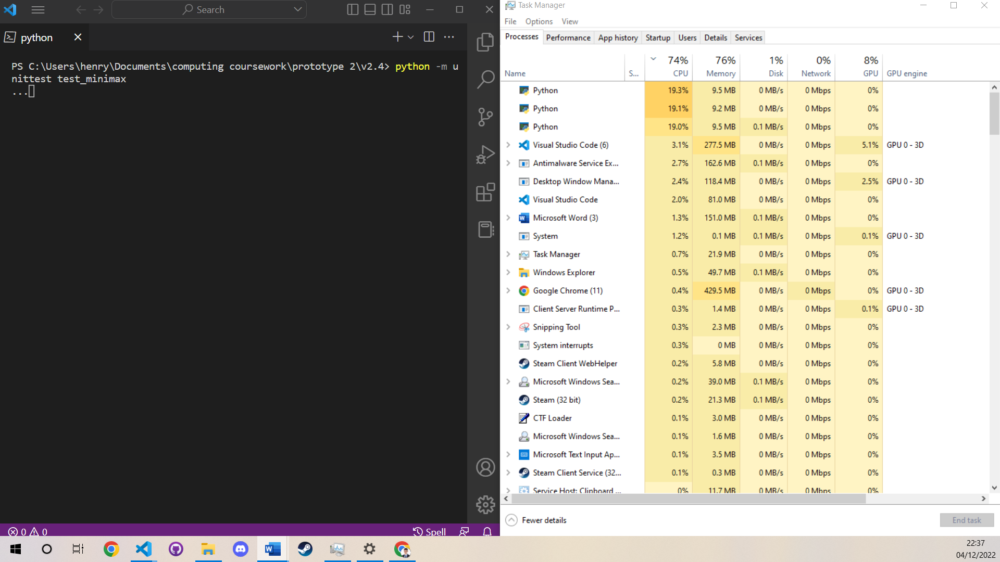 Search
python
PS C:\Users\henry\Documents\computing coursework\prototype 2\v2.4> python -m u
nittest test_minimax
...
0 0 Spell
Task Manager
File Options View
Processes Performance App history Startup Users Details Services
74% 76% 1% 0% 8%
Name S... CPU Memory Disk Network GPU GPU engine
Python 19.3% 9.5 MB 0 MB/s 0 Mbps 0%
Python 19.1% 9.2 MB 0 MB/s 0 Mbps 0%
Python 19.0% 9.5 MB 0.1 MB/s 0 Mbps 0%
Visual Studio Code (6) 3.1% 277.5 MB 0 MB/s 0 Mbps 5.1% GPU 0 - 3D
Antimalware Service Ex... 2.7% 162.6 MB 0.1 MB/s 0 Mbps 0%
Desktop Window Mana... 2.4% 118.4 MB 0 MB/s 0 Mbps 2.5% GPU 0 - 3D
Visual Studio Code 2.0% 81.0 MB 0 MB/s 0 Mbps 0%
Microsoft Word (3) 1.3% 151.0 MB 0.1 MB/s 0 Mbps 0%
System 1.2% 0.1 MB 0.1 MB/s 0 Mbps 0.1% GPU 0 - 3D
Task Manager 0.7% 21.9 MB 0 MB/s 0 Mbps 0%
Windows Explorer 0.5% 49.7 MB 0.1 MB/s 0 Mbps 0%
Google Chrome (11) 0.4% 429.5 MB 0 MB/s 0 Mbps 0% GPU 0 - 3D
Client Server Runtime P... 0.3% 1.4 MB 0 MB/s 0 Mbps 0.1% GPU 0 - 3D
Snipping Tool 0.3% 2.3 MB 0 MB/s 0 Mbps 0%
System interrupts 0.3% 0 MB 0 MB/s 0 Mbps 0%
Steam Client WebHelper 0.2% 5.8 MB 0 MB/s 0 Mbps 0%
Microsoft Windows Sea... 0.2% 39.0 MB 0.1 MB/s 0 Mbps 0%
Steam (32 bit) 0.2% 21.3 MB 0.1 MB/s 0 Mbps 0%
CTF Loader 0.1% 3.0 MB 0 MB/s 0 Mbps 0%
Microsoft Windows Sea... 0.1% 1.6 MB 0 MB/s 0 Mbps 0%
Microsoft Text Input Ap... 0.1% 3.5 MB 0 MB/s 0 Mbps 0%
Steam Client Service (32... 0.1% 0.3 MB 0 MB/s 0 Mbps 0%
Service Host: Clipboard ... 0% 11.7 MB 0 MB/s 0 Mbps 0%
Fewer details End task
22:37
04/12/2022